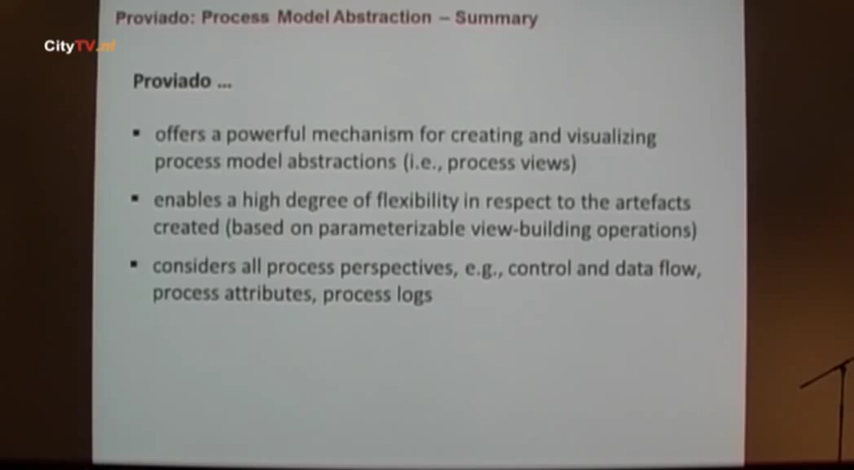 Proviado: Process Model Abstraction – Summary
CityTV.nl
Proviado ...
▪ offers a powerful mechanism for creating and visualizing
process model abstractions (i.e., process views)
▪ enables a high degree of flexibility in respect to the artefacts
created (based on parameterizable view-building operations)
▪ considers all process perspectives, e.g., control and data flow,
process attributes, process logs